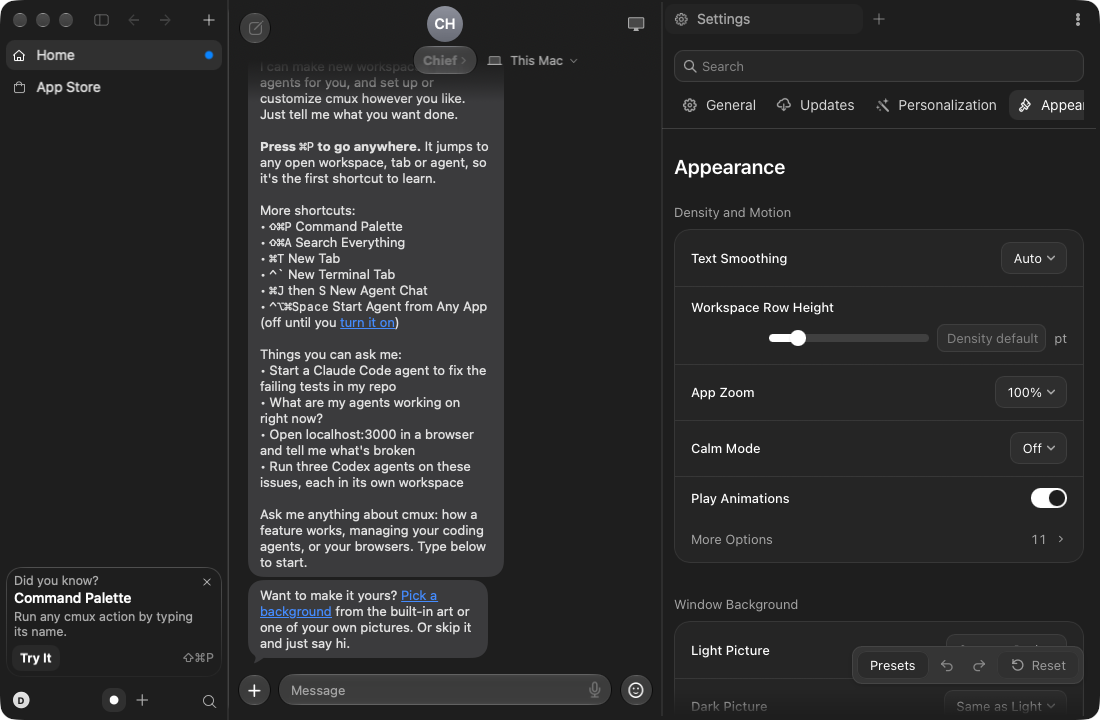 Home
App Store
Did you know?
Command Palette
Run any cmux action by typing
its name.
Try It
⇧⌘P
D
CH
Chief ›
This Mac
I can make new
agents for you, and set up or
customize cmux however you like.
Just tell me what you want done.
Press ⌘P to go anywhere. It jumps to
any open workspace, tab or agent, so
it's the first shortcut to learn.
More shortcuts:
• ⇧⌘P Command Palette
• ⇧⌘A Search Everything
• ⌘T New Tab
• ^` New Terminal Tab
• ⌘J then S New Agent Chat
• ^⌥⌘Space Start Agent from Any App
(off until you turn it on)
Things you can ask me:
• Start a Claude Code agent to fix the
failing tests in my repo
• What are my agents working on
right now?
• Open localhost:3000 in a browser
and tell me what's broken
• Run three Codex agents on these
issues, each in its own workspace
Ask me anything about cmux: how a
feature works, managing your coding
agents, or your browsers. Type below
to start.
Want to make it yours? Pick a
background from the built-in art or
one of your own pictures. Or skip it
and just say hi.
Message
Settings
Search
General
Updates
Personalization
Appear
Appearance
Density and Motion
Text Smoothing
Auto
Workspace Row Height
Density default
pt
App Zoom
100%
Calm Mode
Off
Play Animations
More Options
11
Window Background
Light Picture
Presets
Reset
Dark Picture
Same as Light